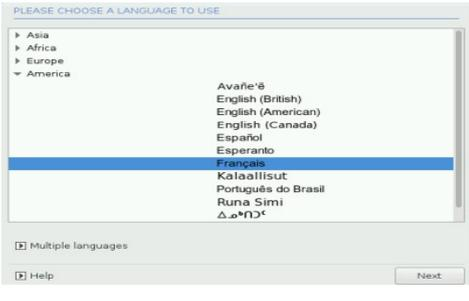 PLEASE CHOOSE A LANGUAGE TO USE
Asia
Africa
Europe
America
Avañe'ẽ
English (British)
English (American)
English (Canada)
Español
Esperanto
Français
Kalaallisut
Português do Brasil
Runa Simi
ᐃᓄᒃᑎᑐᑦ
Multiple languages
Help
Next